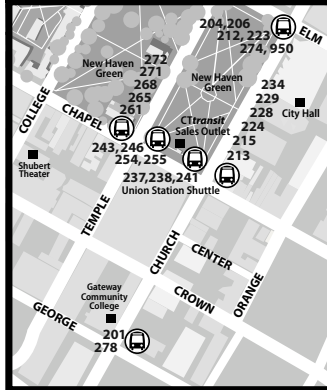 204, 206
212, 223
274, 950
ELM
New Haven
Green
272
271
268
265
261
New Haven
Green
234
229
228
224
215
213
City Hall
COLLEGE
CHAPEL
CTtransit
Sales Outlet
243, 246
254, 255
237,238,241
Union Station Shuttle
Shubert
Theater
TEMPLE
CHURCH
CENTER
ORANGE
CROWN
Gateway
Community
College
GEORGE
201
278